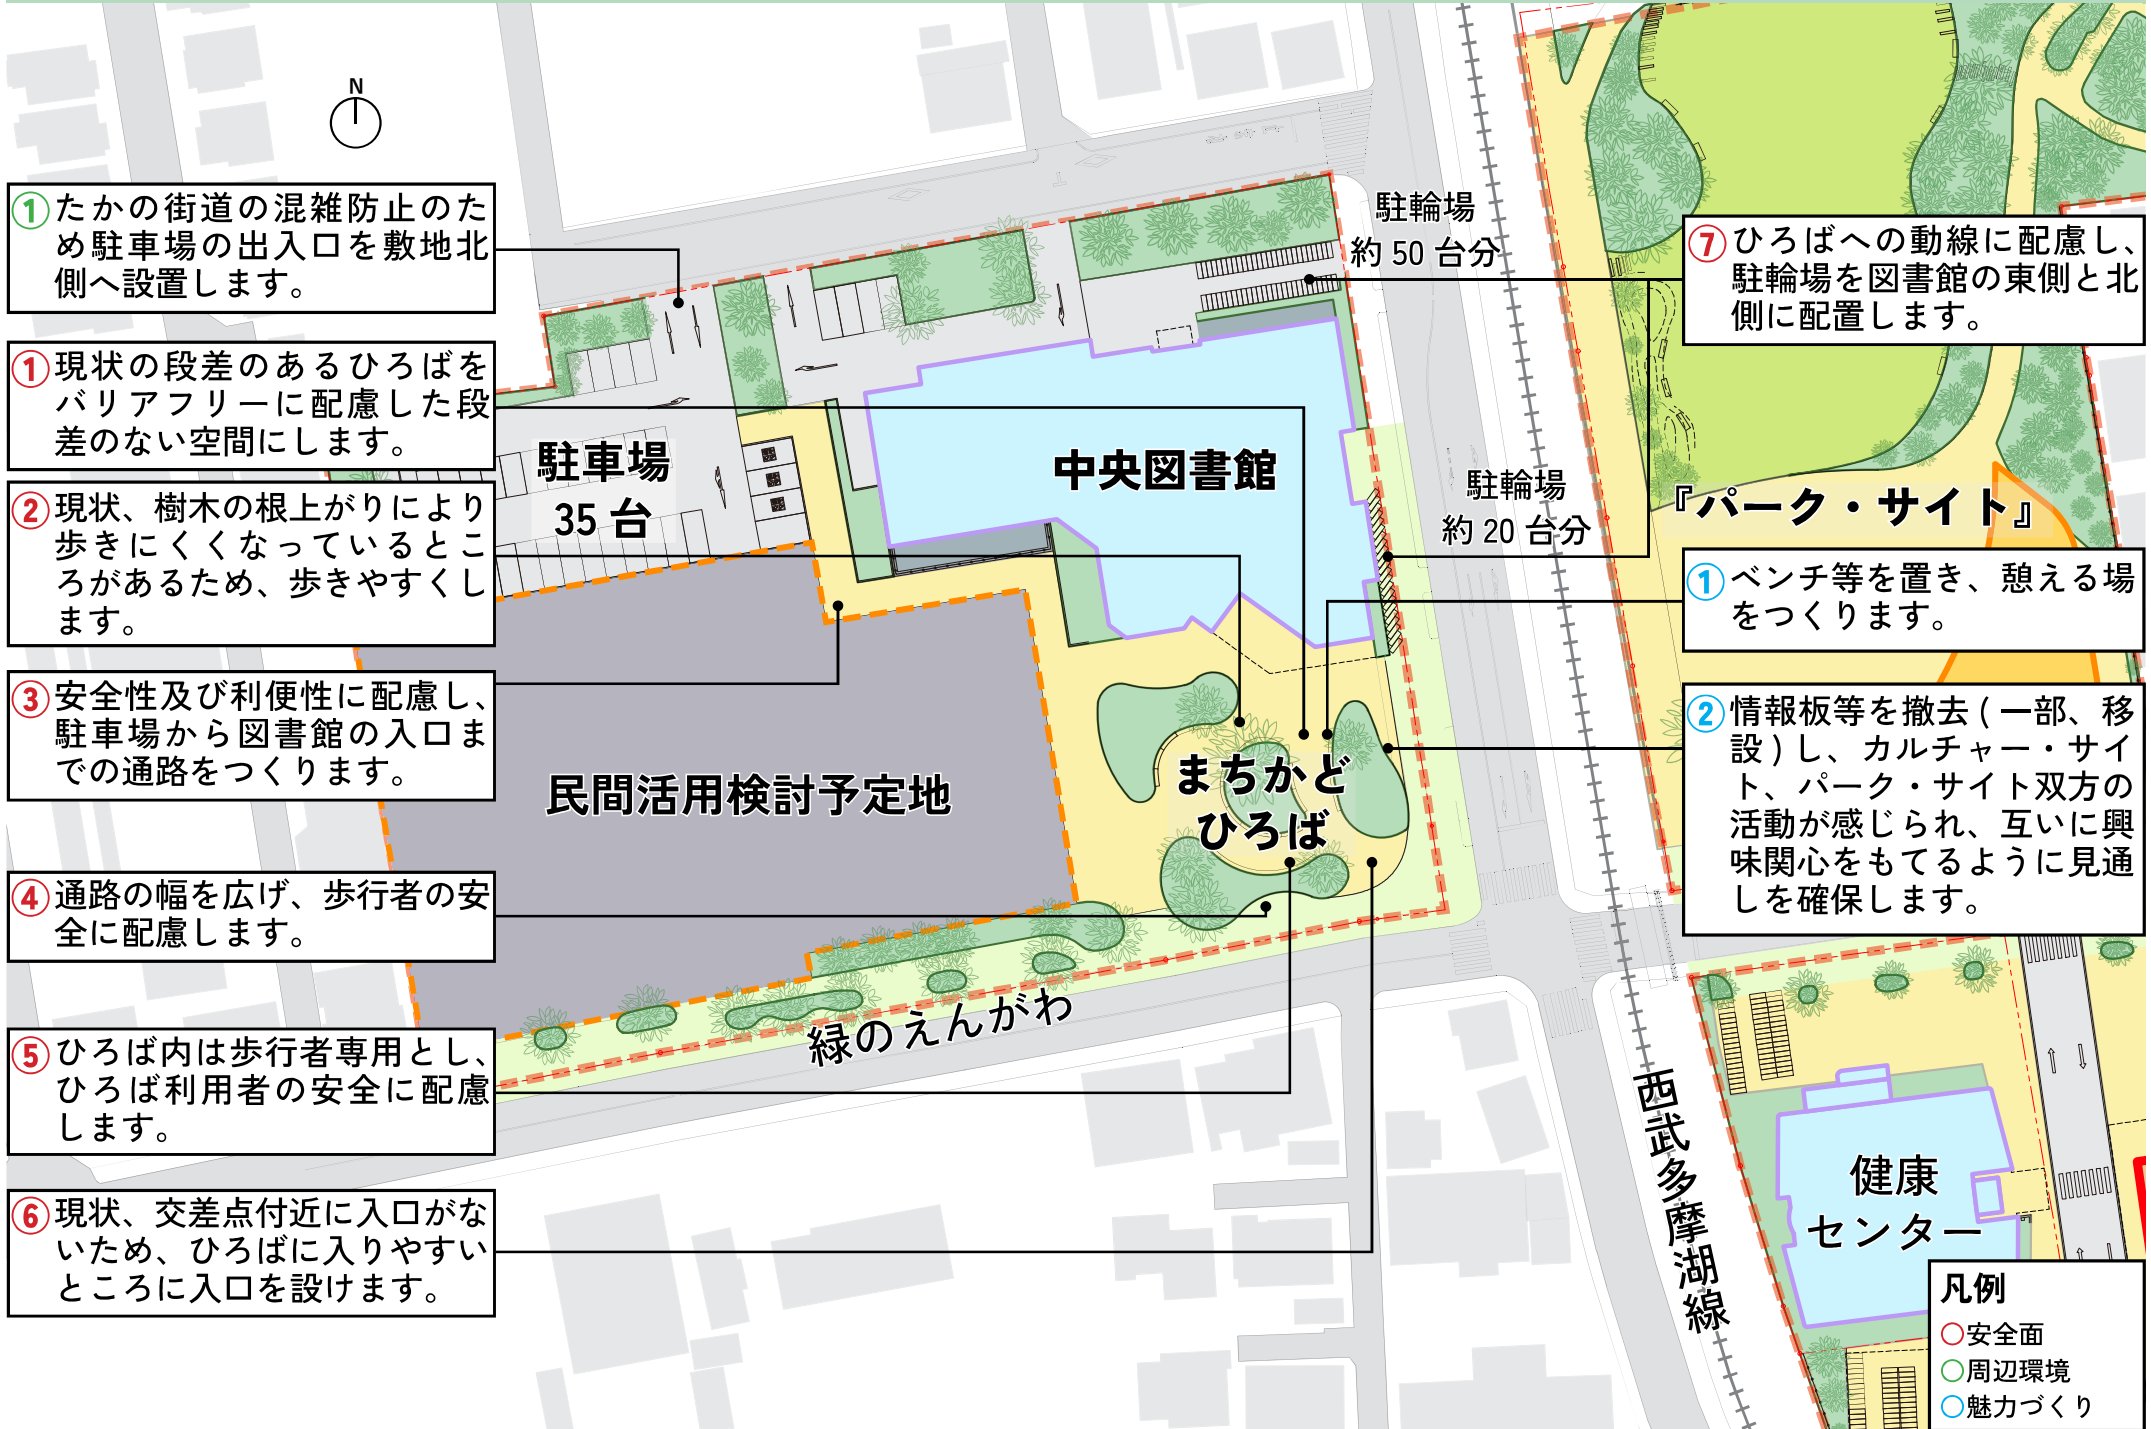 N
①たかの街道の混雑防止のた
め駐車場の出入口を敷地北
側へ設置します。
①現状の段差のあるひろばを
バリアフリーに配慮した段
差のない空間にします。
②現状、樹木の根上がりにより
歩きにくくなっているとこ
ろがあるため、歩きやすくし
ます。
③安全性及び利便性に配慮し、
駐車場から図書館の入口ま
での通路をつくります。
④通路の幅を広げ、歩行者の安
全に配慮します。
⑤ひろば内は歩行者専用とし、
ひろば利用者の安全に配慮
します。
⑥現状、交差点付近に入口がな
いため、ひろばに入りやすい
ところに入口を設けます。
駐車場
35 台
中央図書館
民間活用検討予定地
まちかど
ひろば
緑のえんがわ
駐輪場
約 50 台分
駐輪場
約 20 台分
『パーク・サイト』
⑦ひろばへの動線に配慮し、
駐輪場を図書館の東側と北
側に配置します。
①ベンチ等を置き、憩える場
をつくります。
②情報板等を撤去 ( 一部、移
設 ) し、カルチャー・サイ
ト、パーク・サイト双方の
活動が感じられ、互いに興
味関心をもてるように見通
しを確保します。
西武多摩湖線
健康
センター
凡例
○安全面
○周辺環境
○魅力づくり